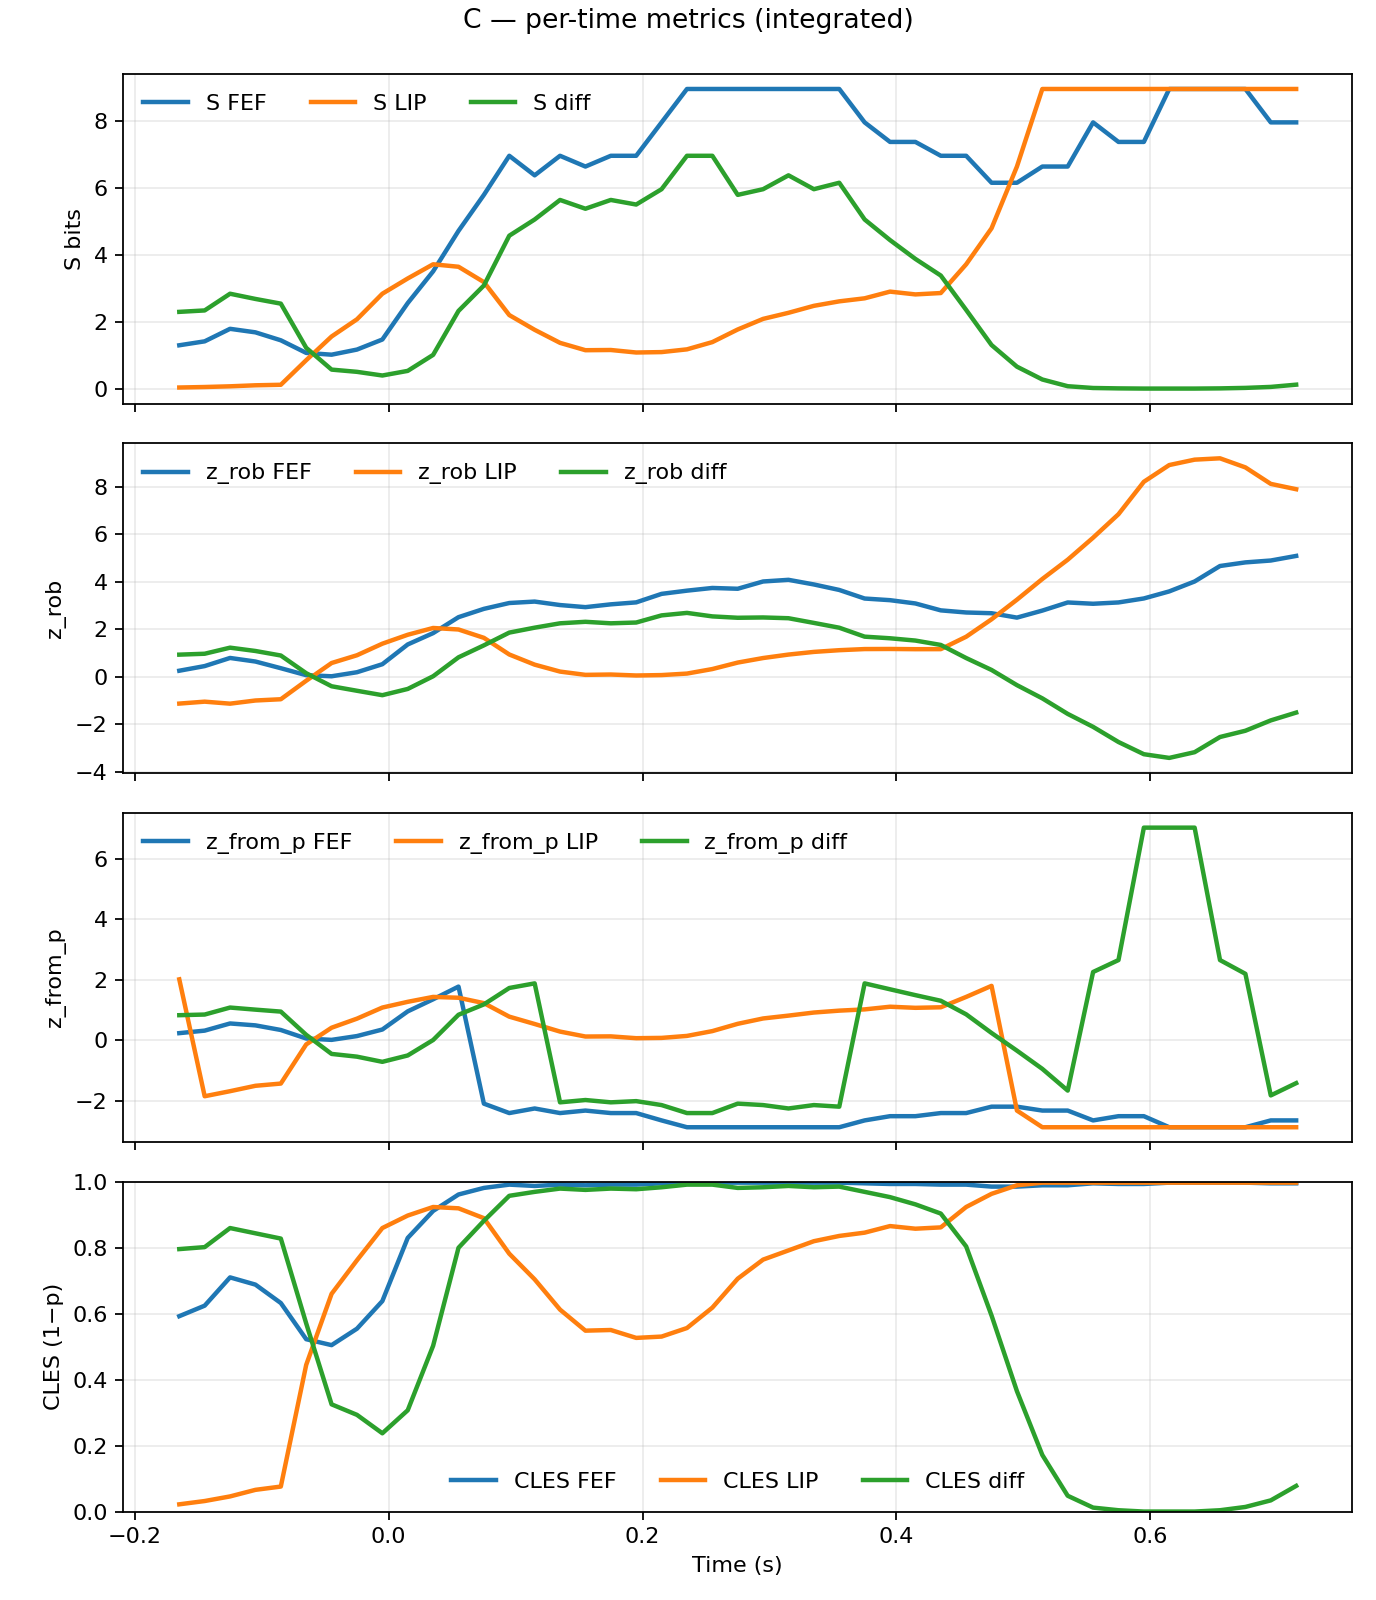 C — per-time metrics (integrated)
S FEF S LIP S diff
8
6
4
2
0
S bits
z_rob FEF z_rob LIP z_rob diff
8
6
4
2
0
−2
−4
z_rob
z_from_p FEF z_from_p LIP z_from_p diff
6
4
2
0
−2
z_from_p
1.0
0.8
0.6
0.4
0.2
0.0
CLES (1−p)
CLES FEF CLES LIP CLES diff
−0.2 0.0 0.2 0.4 0.6
Time (s)